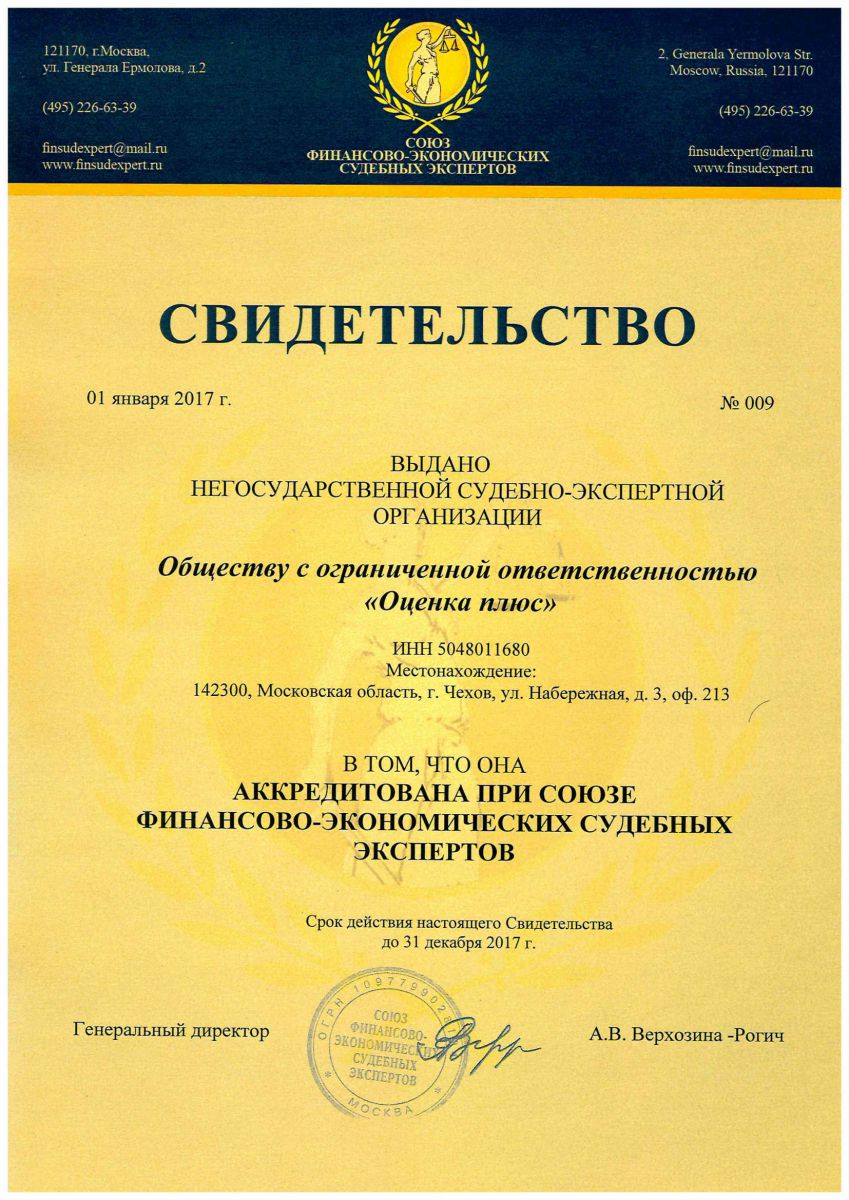 121170, г.Москва,
ул. Генерала Ермолова, д.2
(495) 226-63-39
finsudexpert@mail.ru
www.finsudexpert.ru
СОЮЗ
ФИНАНСОВО-ЭКОНОМИЧЕСКИХ
СУДЕБНЫХ ЭКСПЕРТОВ
2, Generala Yermolova Str.
Moscow, Russia, 121170
(495) 226-63-39
finsudexpert@mail.ru
www.finsudexpert.ru
СВИДЕТЕЛЬСТВО
01 января 2017 г.
№ 009
ВЫДАНО
НЕГОСУДАРСТВЕННОЙ СУДЕБНО-ЭКСПЕРТНОЙ
ОРГАНИЗАЦИИ
Обществу с ограниченной ответственностью
«Оценка плюс»
ИНН 5048011680
Местонахождение:
142300, Московская область, г. Чехов, ул. Набережная, д. 3, оф. 213
В ТОМ, ЧТО ОНА
АККРЕДИТОВАНА ПРИ СОЮЗЕ
ФИНАНСОВО-ЭКОНОМИЧЕСКИХ СУДЕБНЫХ
ЭКСПЕРТОВ
Срок действия настоящего Свидетельства
до 31 декабря 2017 г.
Генеральный директор
ОГРН
СОЮЗ
ФИНАНСОВО-
ЭКОНОМИЧЕСКИХ
СУДЕБНЫХ
ЭКСПЕРТОВ
МОСКВА
А.В. Верхозина -Рогич